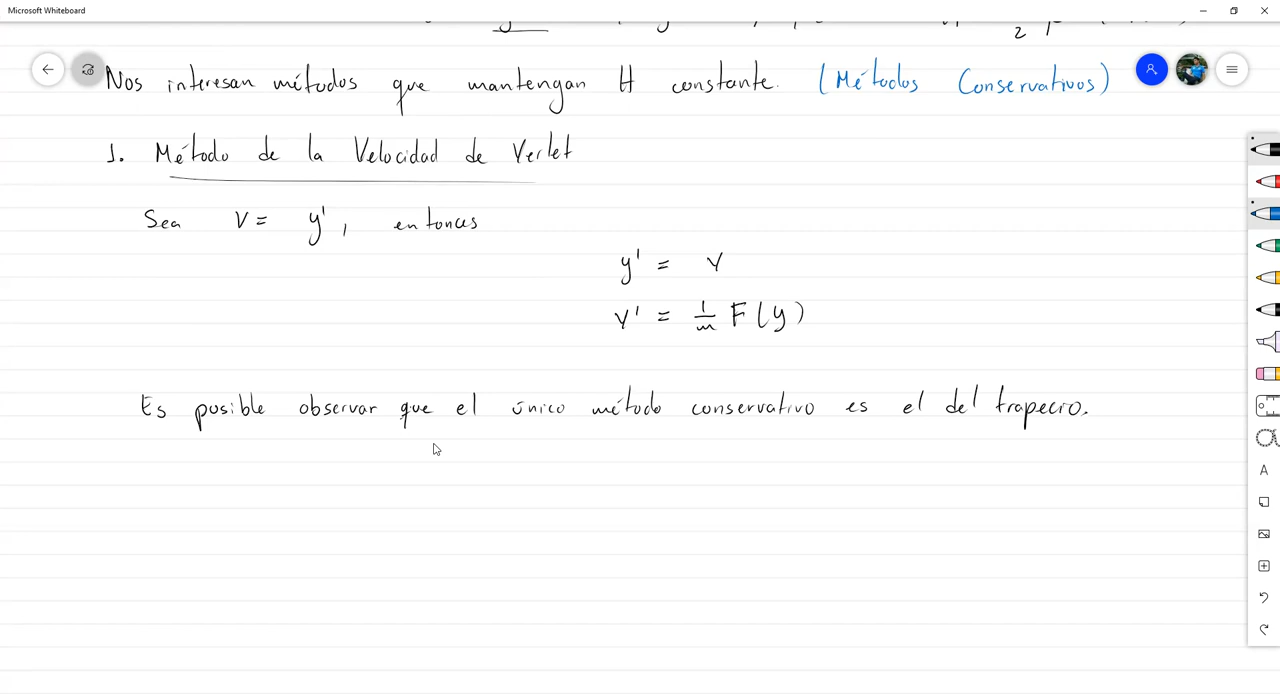 Microsoft Whiteboard
Nos interesan métodos que mantengan H constante. (Métodos Conservativos)
1. Método de la Velocidad de Verlet
Sea v = y', entonces
y' = v
v' = 1/m F(y)
Es posible observar que el único método conservativo es el del trapecio.
A